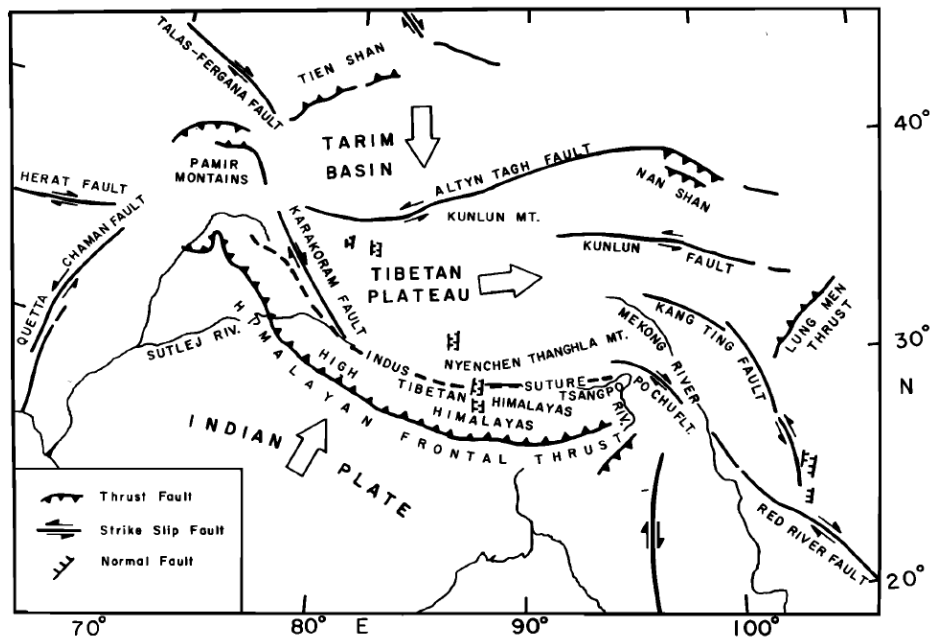 TALAS-FERGANA FAULT
TIEN SHAN
40°
TARIM
BASIN
PAMIR
MONTAINS
ALTYN TAGH FAULT
NAN SHAN
HERAT FAULT
KUNLUN MT.
QUETTA CHAMAN FAULT
KARAKORAM FAULT
KUNLUN
FAULT
TIBETAN
PLATEAU
LUNG MEN
THRUST
KANG TING FAULT
MEKONG RIVER
30°
SUTLEJ RIV.
NYENCHEN THANGHLA MT.
N
INDUS
SUTURE
HIGH
TIBETAN
HIMALAYAS
TSANGPO
RIV.
PO CHU FLT.
HIMALAYAS
HIMALAYAN FRONTAL THRUST
INDIAN PLATE
Thrust Fault
Strike Slip Fault
Normal Fault
RED RIVER FAULT
20°
70° 80° E 90° 100°